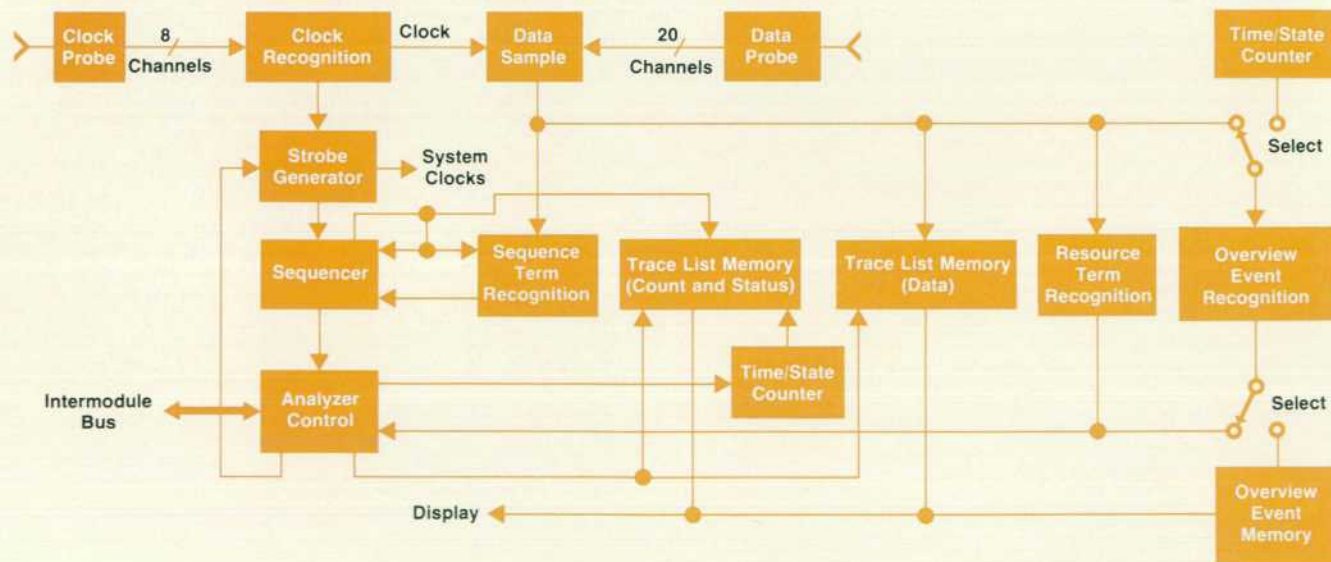 Clock
Probe
8
Channels
Clock
Recognition
Clock
Data
Sample
20
Channels
Data
Probe
Time/State
Counter
Select
Strobe
Generator
System
Clocks
Sequencer
Sequence
Term
Recognition
Trace List Memory
(Count and Status)
Trace List Memory
(Data)
Resource
Term
Recognition
Overview
Event
Recognition
Intermodule
Bus
Analyzer
Control
Time/State
Counter
Select
Display
Overview
Event
Memory